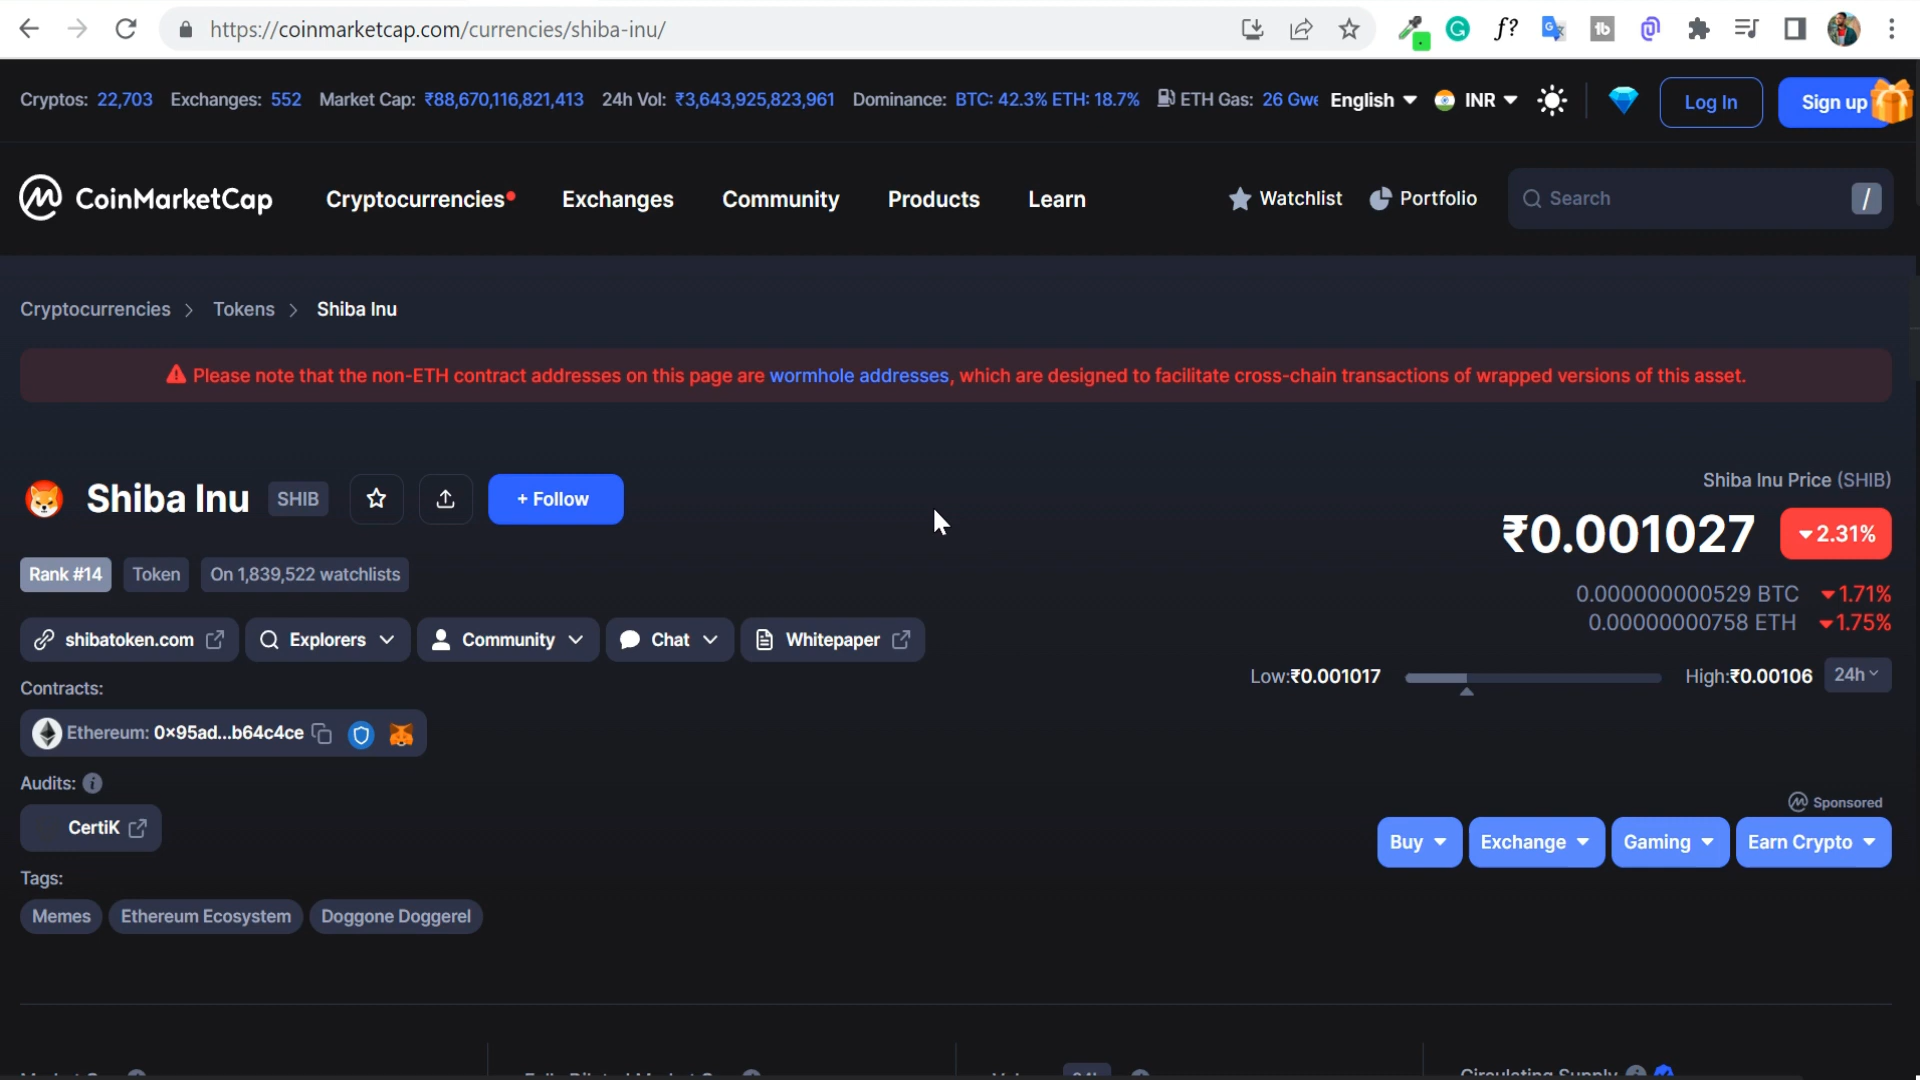 https://coinmarketcap.com/currencies/shiba-inu/
Cryptos: 22,703 Exchanges: 552 Market Cap: ₹88,670,116,821,413 24h Vol: ₹3,643,925,823,961 Dominance: BTC: 42.3% ETH: 18.7% ETH Gas: 26 Gwe English INR Log In Sign up
CoinMarketCap Cryptocurrencies Exchanges Community Products Learn Watchlist Portfolio Search /
Cryptocurrencies > Tokens > Shiba Inu
Please note that the non-ETH contract addresses on this page are wormhole addresses, which are designed to facilitate cross-chain transactions of wrapped versions of this asset.
Shiba Inu SHIB + Follow
Rank #14 Token On 1,839,522 watchlists
shibatoken.com Explorers Community Chat Whitepaper
Contracts:
Ethereum: 0x95ad...b64c4ce
Audits:
CertiK
Tags:
Memes Ethereum Ecosystem Doggone Doggerel
Shiba Inu Price (SHIB)
₹0.001027 2.31%
0.000000000529 BTC 1.71%
0.00000000758 ETH 1.75%
Low:₹0.001017 High:₹0.00106 24h
Sponsored
Buy Exchange Gaming Earn Crypto
Circulating Supply